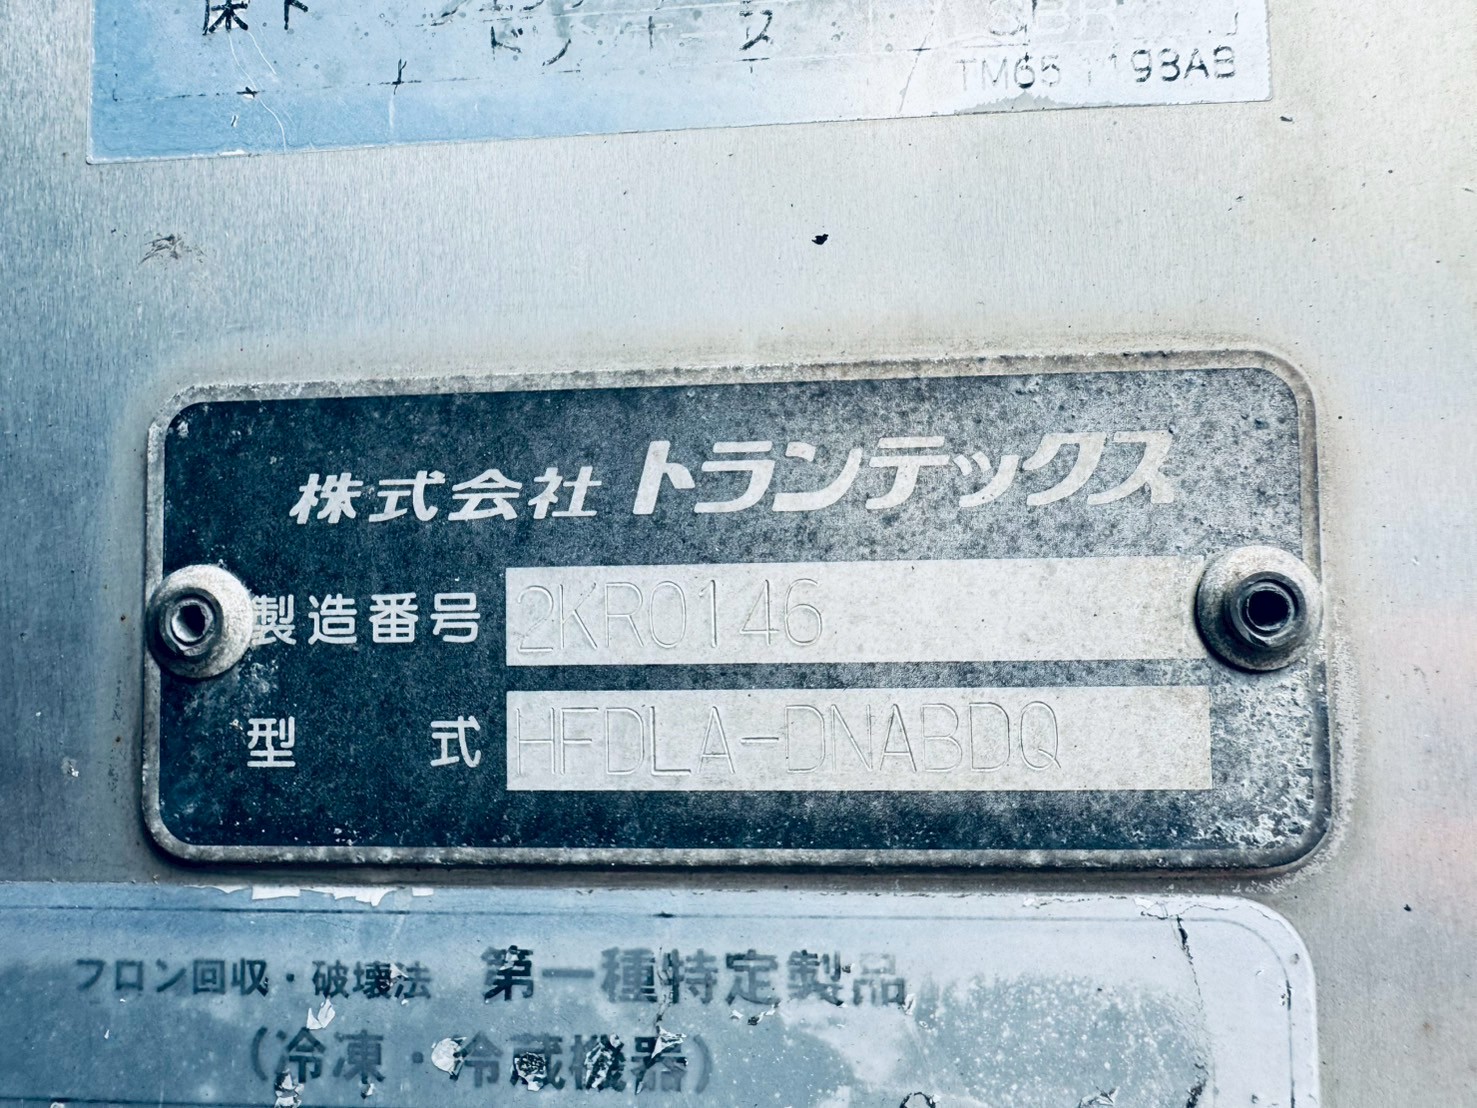 床下
TM65 1198AB
株式会社 トランテックス
製造番号 2KR0146
型 式 HFDLA-DNABDQ
フロン回収・破壊法 第一種特定製品
(冷凍・冷蔵機器)